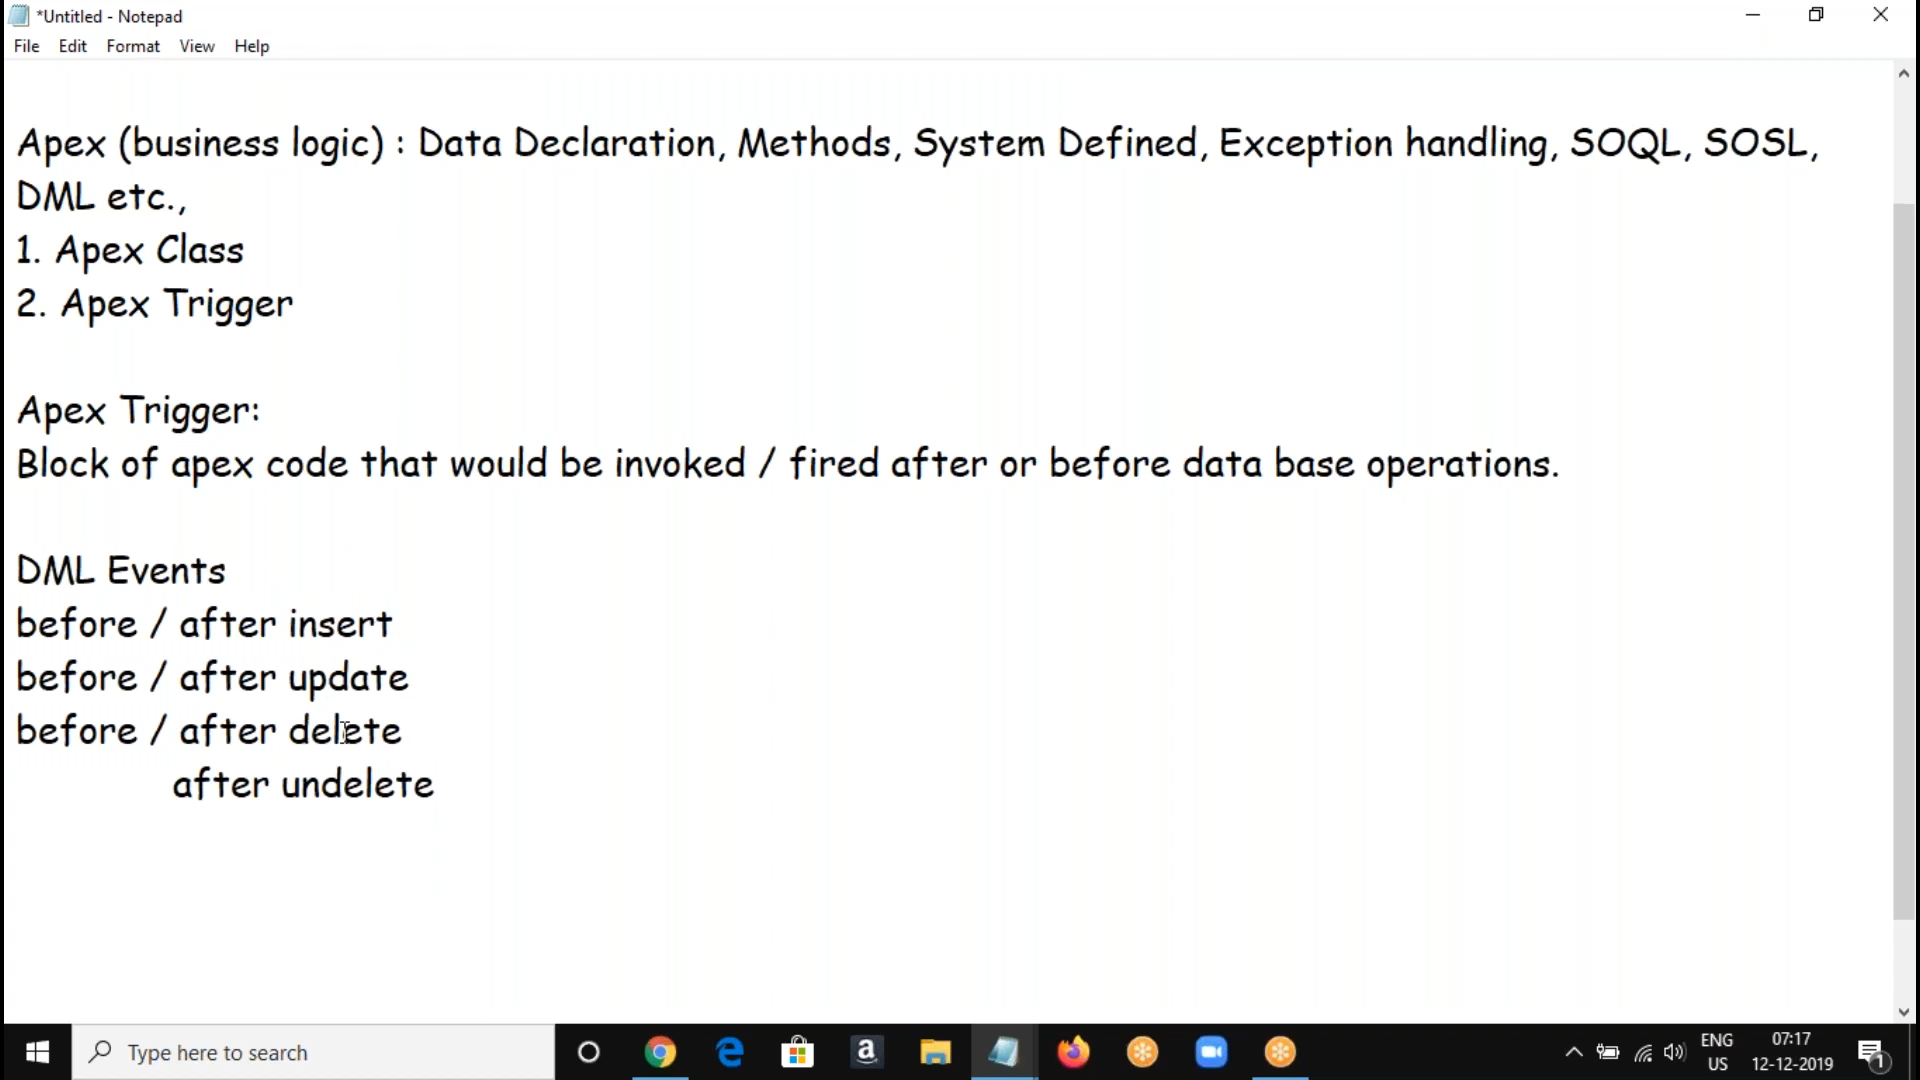 *Untitled - Notepad
File Edit Format View Help
Apex (business logic) : Data Declaration, Methods, System Defined, Exception handling, SOQL, SOSL,
DML etc.,
1. Apex Class
2. Apex Trigger
Apex Trigger:
Block of apex code that would be invoked / fired after or before data base operations.
DML Events
before / after insert
before / after update
before / after delete
after undelete
Type here to search
a
ENG
US
07:17
12-12-2019
1